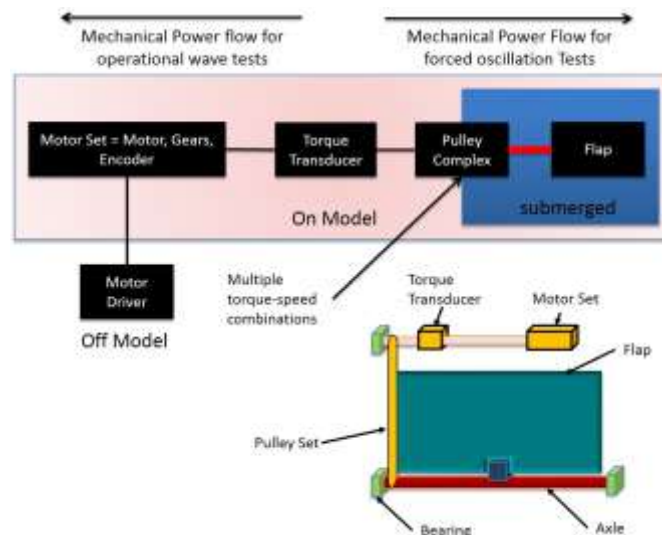 Mechanical Power flow for
operational wave tests
Mechanical Power Flow for
forced oscillation Tests
Motor Set = Motor, Gears,
Encoder
Torque
Transducer
Pulley
Complex
Flap
On Model
submerged
Motor
Driver
Off Model
Multiple
torque-speed
combinations
Torque
Transducer
Motor Set
Flap
Pulley Set
Bearing
Axle